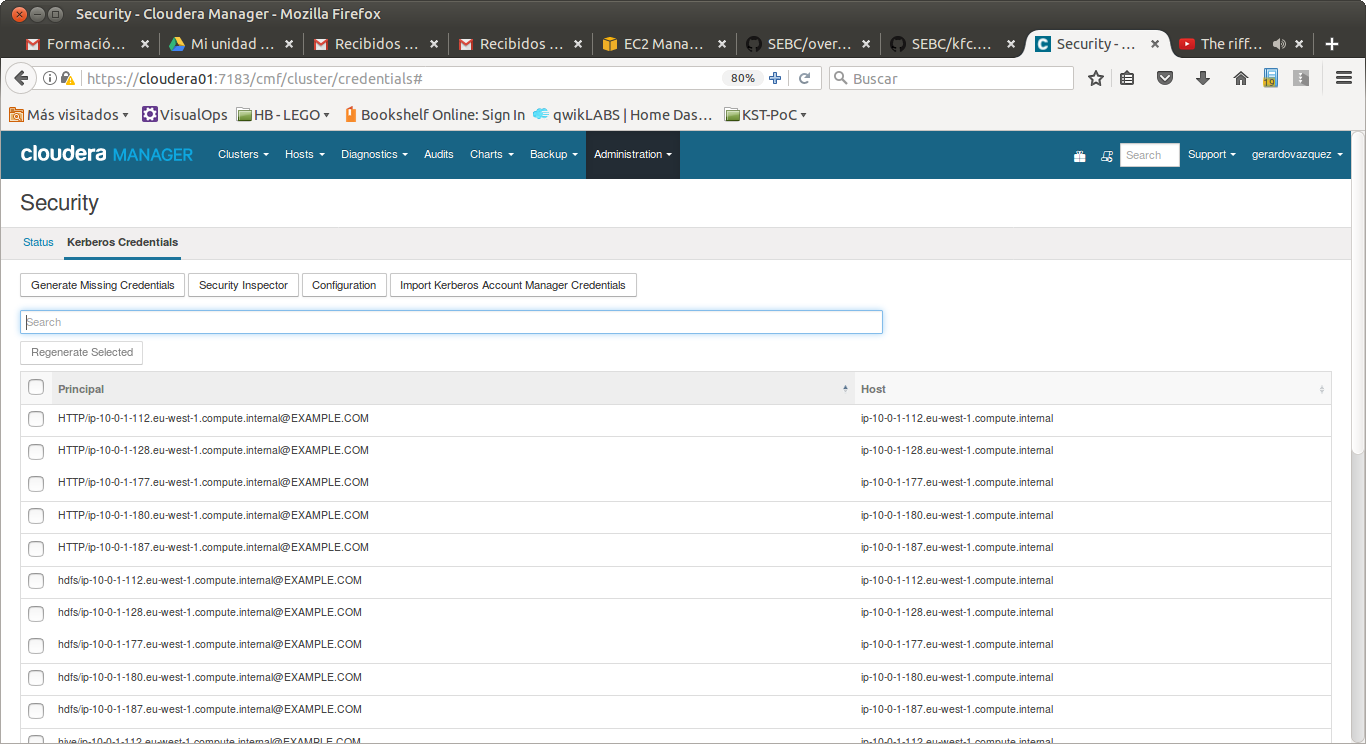 Security - Cloudera Manager - Mozilla Firefox
Formació... Mi unidad ... Recibidos ... Recibidos ... EC2 Mana... SEBC/over... SEBC/kfc.... Security - ... The riff...
https://cloudera01:7183/cmf/cluster/credentials# 80% Buscar 19
Más visitados VisualOps HB - LEGO Bookshelf Online: Sign In qwikLABS | Home Das... KST-PoC
cloudera MANAGER Clusters Hosts Diagnostics Audits Charts Backup Administration Search Support gerardovazquez
Security
Status Kerberos Credentials
Generate Missing Credentials Security Inspector Configuration Import Kerberos Account Manager Credentials
Search
Regenerate Selected
Principal Host
HTTP/ip-10-0-1-112.eu-west-1.compute.internal@EXAMPLE.COM ip-10-0-1-112.eu-west-1.compute.internal
HTTP/ip-10-0-1-128.eu-west-1.compute.internal@EXAMPLE.COM ip-10-0-1-128.eu-west-1.compute.internal
HTTP/ip-10-0-1-177.eu-west-1.compute.internal@EXAMPLE.COM ip-10-0-1-177.eu-west-1.compute.internal
HTTP/ip-10-0-1-180.eu-west-1.compute.internal@EXAMPLE.COM ip-10-0-1-180.eu-west-1.compute.internal
HTTP/ip-10-0-1-187.eu-west-1.compute.internal@EXAMPLE.COM ip-10-0-1-187.eu-west-1.compute.internal
hdfs/ip-10-0-1-112.eu-west-1.compute.internal@EXAMPLE.COM ip-10-0-1-112.eu-west-1.compute.internal
hdfs/ip-10-0-1-128.eu-west-1.compute.internal@EXAMPLE.COM ip-10-0-1-128.eu-west-1.compute.internal
hdfs/ip-10-0-1-177.eu-west-1.compute.internal@EXAMPLE.COM ip-10-0-1-177.eu-west-1.compute.internal
hdfs/ip-10-0-1-180.eu-west-1.compute.internal@EXAMPLE.COM ip-10-0-1-180.eu-west-1.compute.internal
hdfs/ip-10-0-1-187.eu-west-1.compute.internal@EXAMPLE.COM ip-10-0-1-187.eu-west-1.compute.internal
hive/ip-10-0-1-112.eu-west-1.compute.internal@EXAMPLE.COM ip-10-0-1-112.eu-west-1.compute.internal